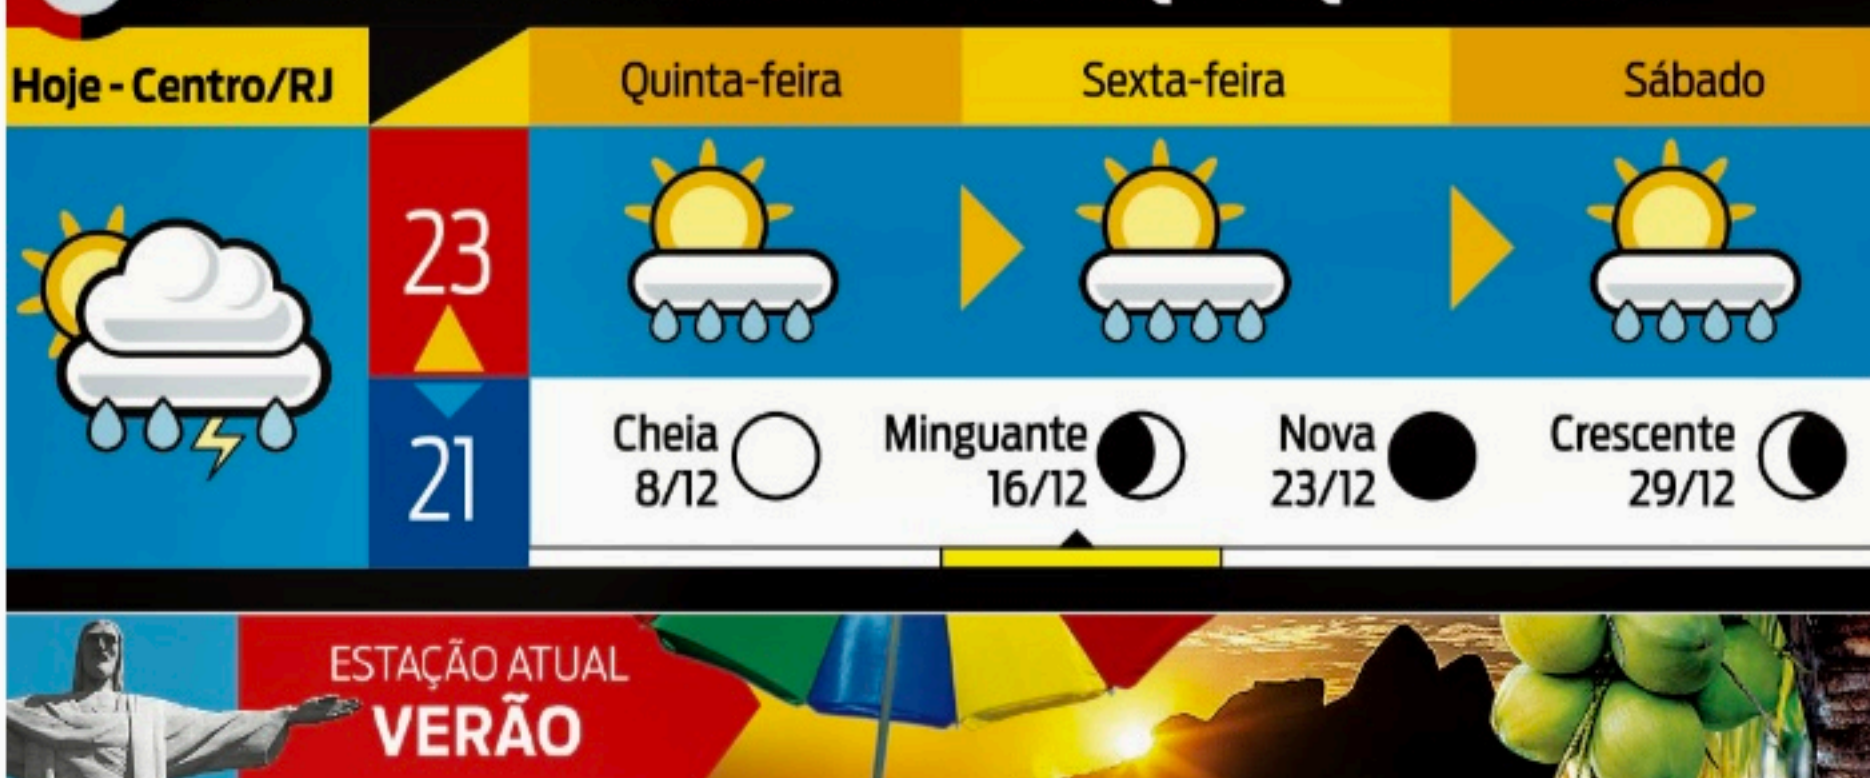 Hoje - Centro/RJ
Quinta-feira
Sexta-feira
Sábado
23
21
Cheia
8/12
Minguante
16/12
Nova
23/12
Crescente
29/12
ESTAÇÃO ATUAL
VERÃO